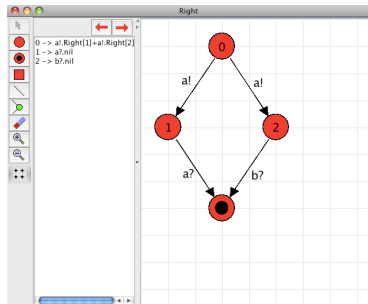 Right
0 -> a!.Right[1]+a!.Right[2]
1 -> a?.nil
2 -> b?.nil
0
a! a!
1 2
a? b?